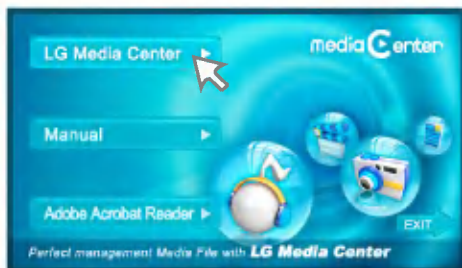 LG Media Center
media Center
Manual
Adobe Acrobat Reader
EXIT
Perfect management Media File with LG Media Center